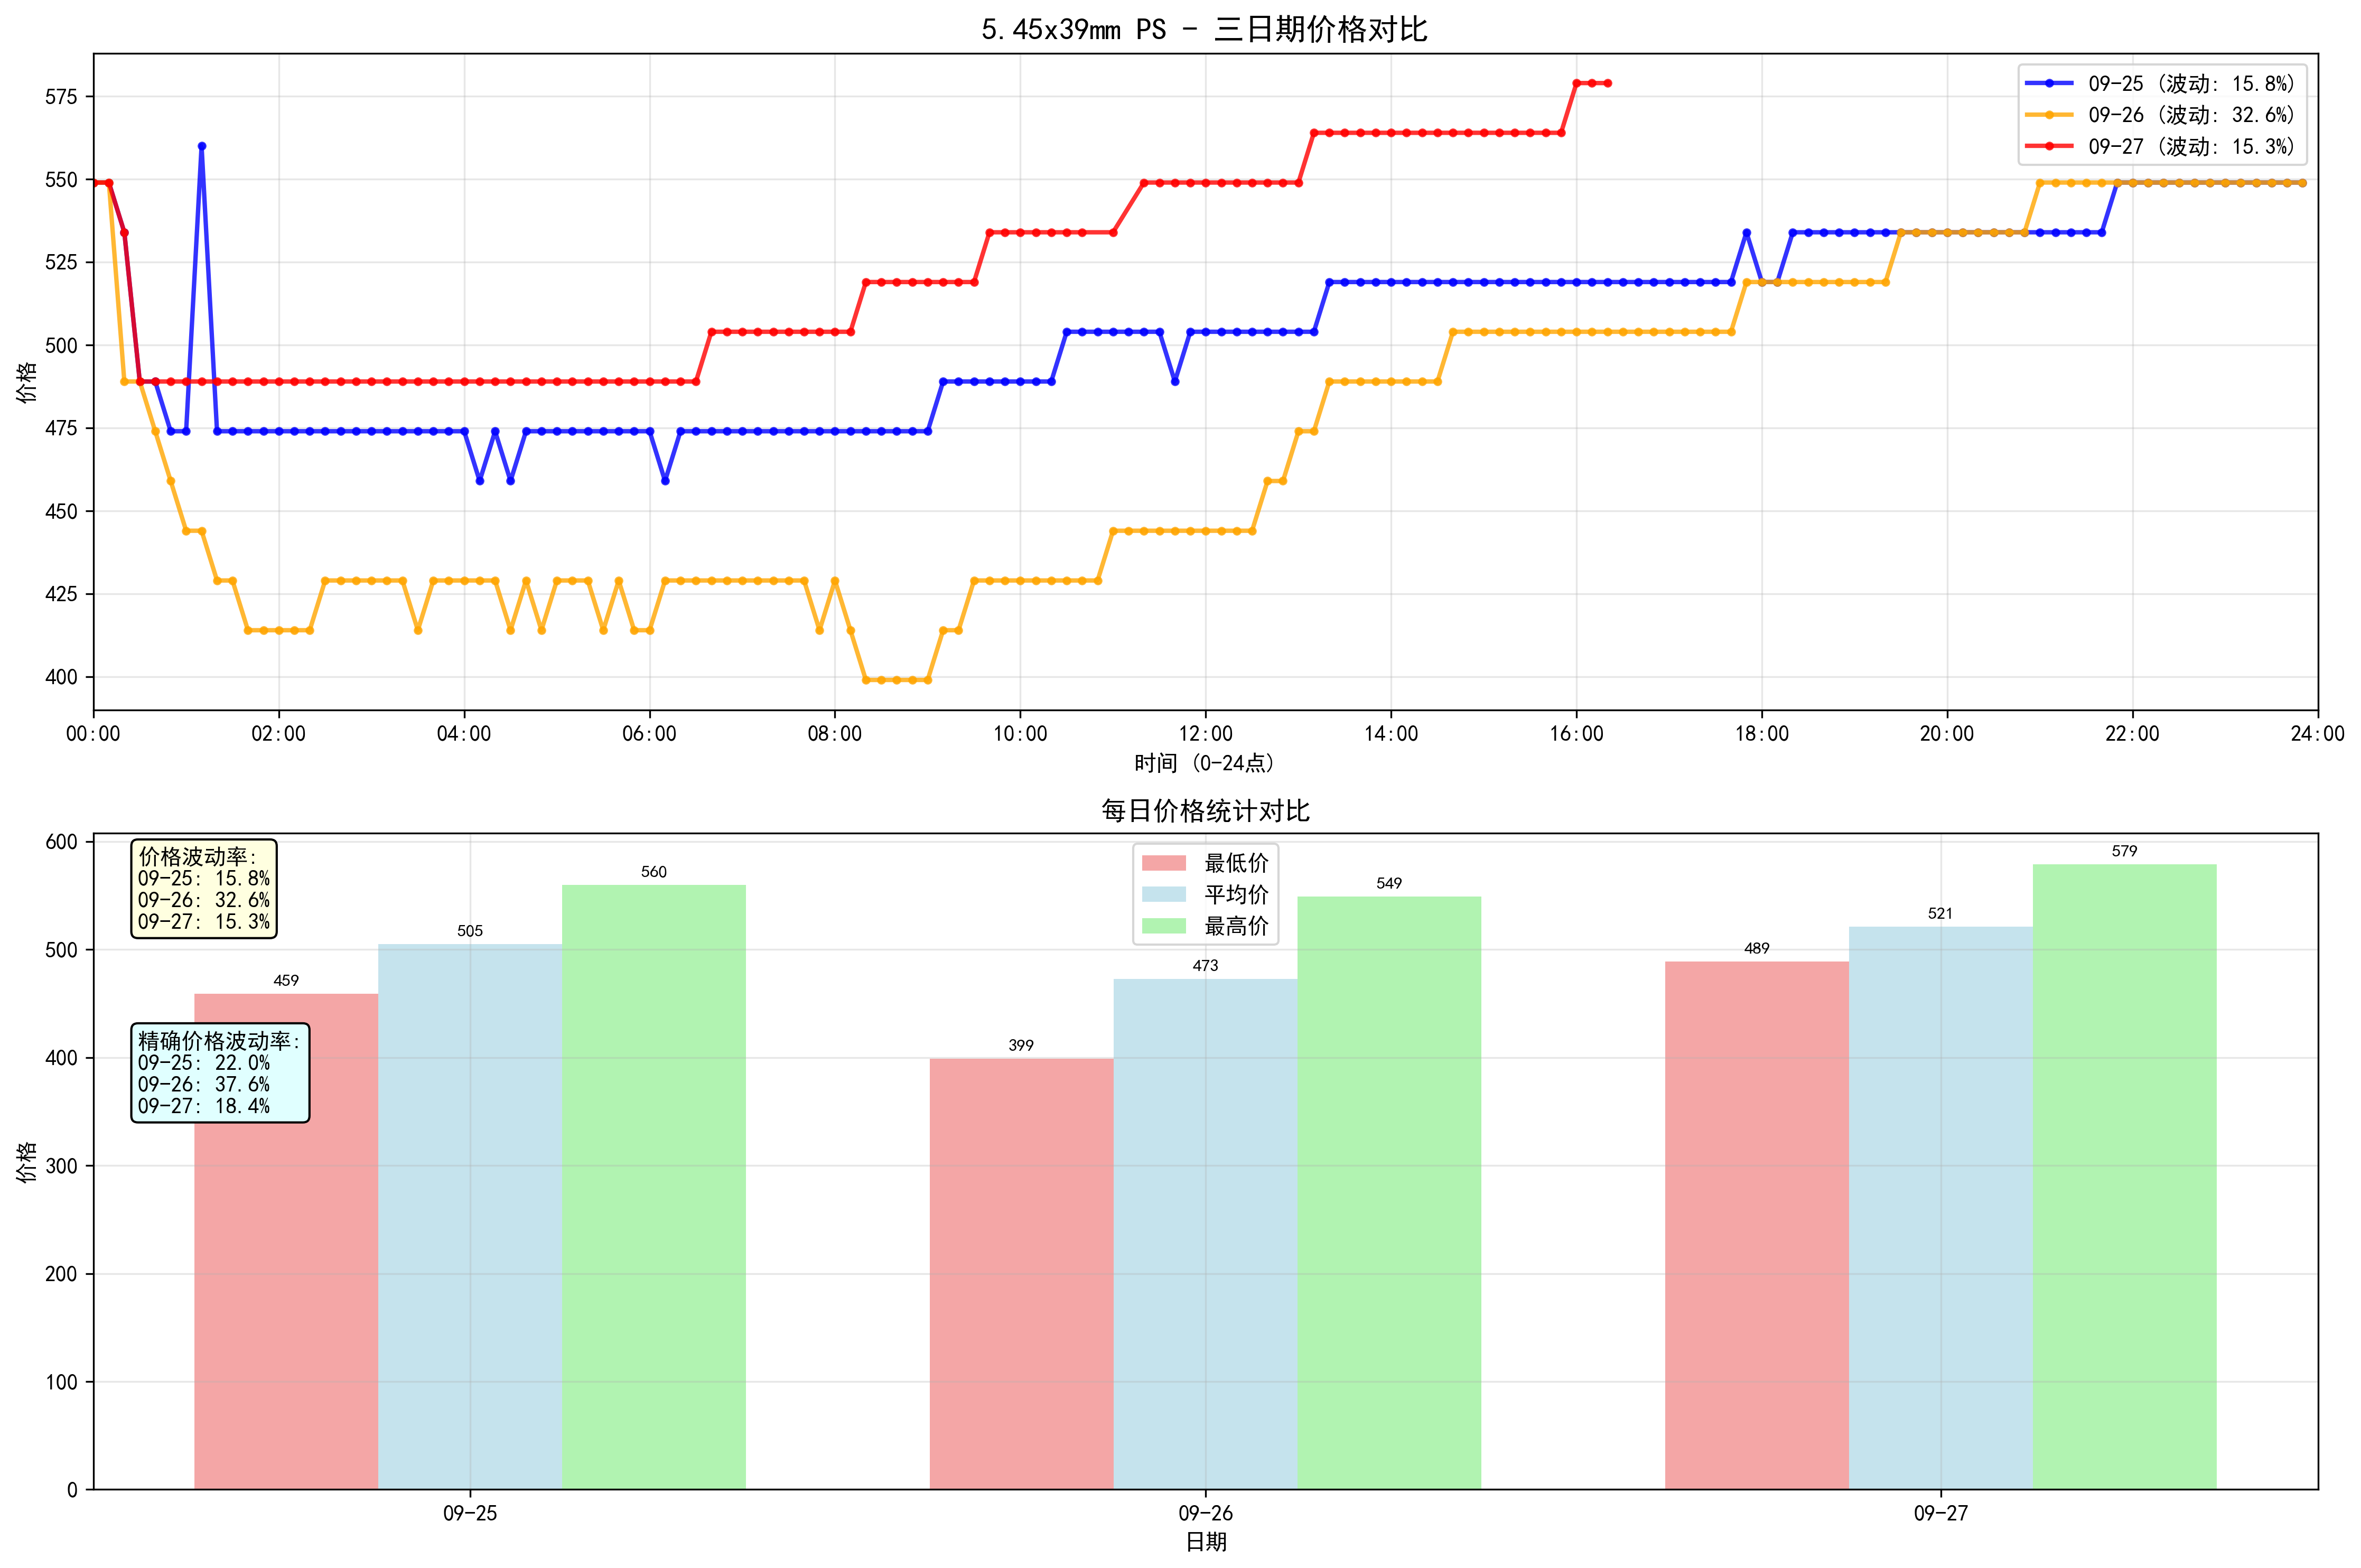 5.45x39mm PS - 三日期价格对比
09-25 (波动: 15.8%)
09-26 (波动: 32.6%)
09-27 (波动: 15.3%)
价格
575
550
525
500
475
450
425
400
00:00 02:00 04:00 06:00 08:00 10:00 12:00 14:00 16:00 18:00 20:00 22:00 24:00
时间 (0-24点)
每日价格统计对比
价格波动率:
09-25: 15.8%
09-26: 32.6%
09-27: 15.3%
精确价格波动率:
09-25: 22.0%
09-26: 37.6%
09-27: 18.4%
最低价
平均价
最高价
459 505 560
399 473 549
489 521 579
价格
600
500
400
300
200
100
0
09-25 09-26 09-27
日期